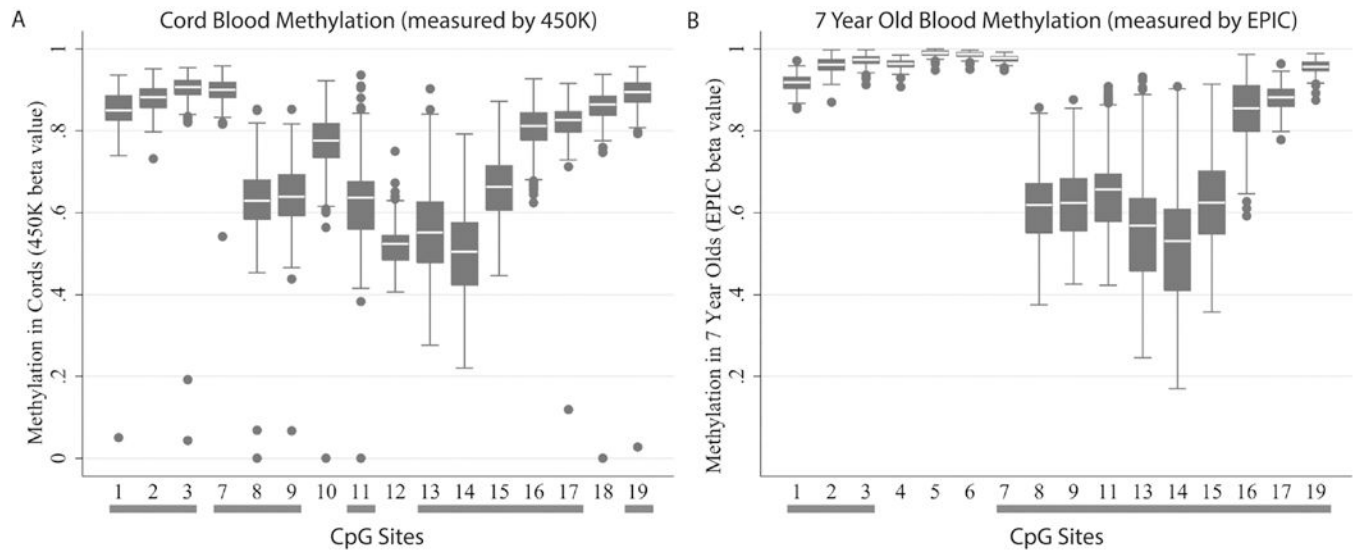 A
Cord Blood Methylation (measured by 450K)
Methylation in Cords (450K beta value)
1
.8
.6
.4
.2
0
1 2 3 7 8 9 10 11 12 13 14 15 16 17 18 19
CpG Sites
B
7 Year Old Blood Methylation (measured by EPIC)
Methylation in 7 Year Olds (EPIC beta value)
1
.8
.6
.4
.2
0
1 2 3 4 5 6 7 8 9 11 12 13 14 15 16 17 19
CpG Sites